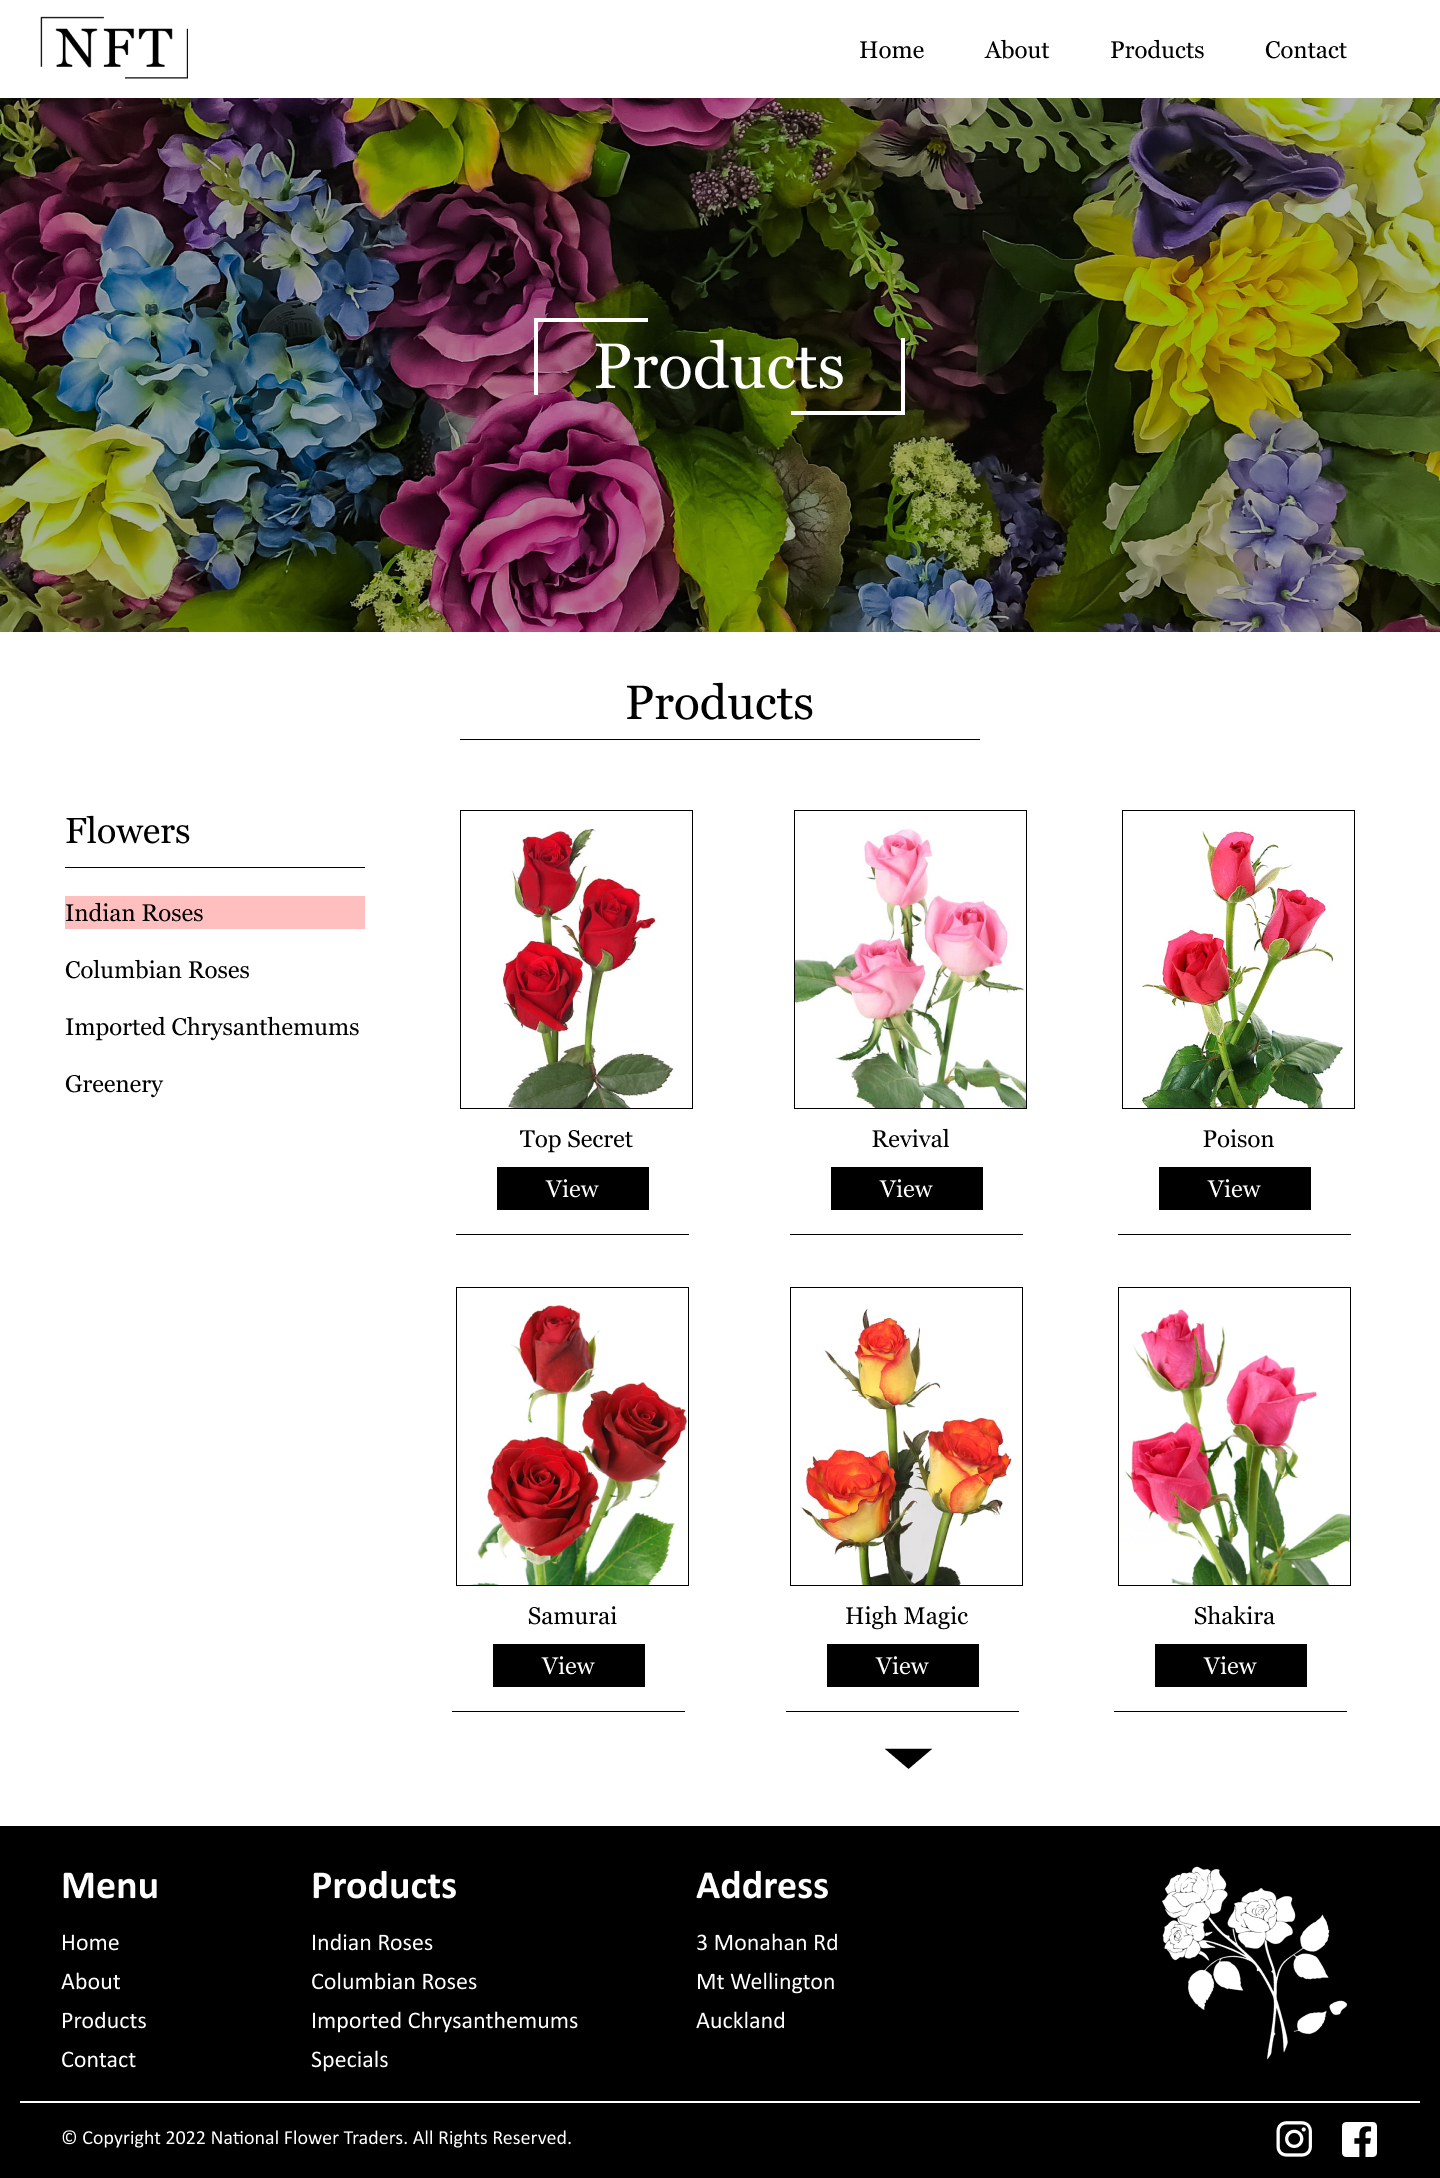 NFT
Home About Products Contact
Products
Products
Flowers
Indian Roses
Columbian Roses
Imported Chrysanthemums
Greenery
Top Secret Revival Poison
View View View
Samurai High Magic Shakira
View View View
Menu Products Address
Home Indian Roses 3 Monahan Rd
About Columbian Roses Mt Wellington
Products Imported Chrysanthemums Auckland
Contact Specials
© Copyright 2022 National Flower Traders. All Rights Reserved.